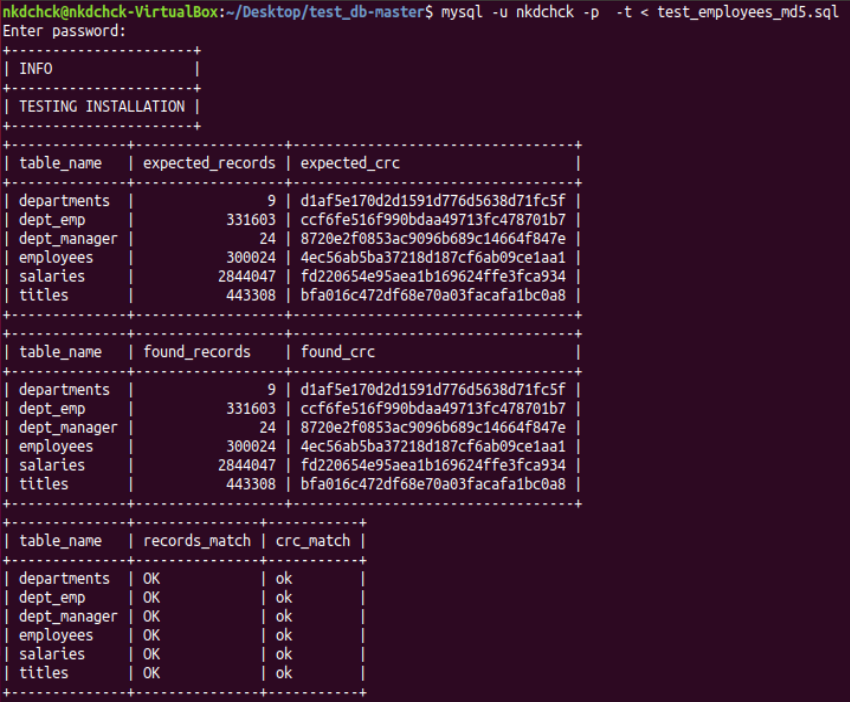 nkdchck@nkdchck-VirtualBox:~/Desktop/test_db-master$ mysql -u nkdchck -p  -t < test_employees_md5.sql
Enter password:
+----------------------+
| INFO                 |
+----------------------+
| TESTING INSTALLATION |
+----------------------+
+--------------+------------------+----------------------------------+
| table_name   | expected_records | expected_crc                     |
+--------------+------------------+----------------------------------+
| departments  |                9 | d1af5e170d2d1591d776d5638d71fc5f |
| dept_emp     |           331603 | ccf6fe516f990bdaa49713fc478701b7 |
| dept_manager |               24 | 8720e2f0853ac9096b689c14664f847e |
| employees    |           300024 | 4ec56ab5ba37218d187cf6ab09ce1aa1 |
| salaries     |          2844047 | fd220654e95aea1b169624ffe3fca934 |
| titles       |           443308 | bfa016c472df68e70a03facafa1bc0a8 |
+--------------+------------------+----------------------------------+
+--------------+------------------+----------------------------------+
| table_name   | found_records    | found_crc                        |
+--------------+------------------+----------------------------------+
| departments  |                9 | d1af5e170d2d1591d776d5638d71fc5f |
| dept_emp     |           331603 | ccf6fe516f990bdaa49713fc478701b7 |
| dept_manager |               24 | 8720e2f0853ac9096b689c14664f847e |
| employees    |           300024 | 4ec56ab5ba37218d187cf6ab09ce1aa1 |
| salaries     |          2844047 | fd220654e95aea1b169624ffe3fca934 |
| titles       |           443308 | bfa016c472df68e70a03facafa1bc0a8 |
+--------------+------------------+----------------------------------+
+--------------+---------------+-----------+
| table_name   | records_match | crc_match |
+--------------+---------------+-----------+
| departments  | OK            | ok        |
| dept_emp     | OK            | ok        |
| dept_manager | OK            | ok        |
| employees    | OK            | ok        |
| salaries     | OK            | ok        |
| titles       | OK            | ok        |
+--------------+---------------+-----------+